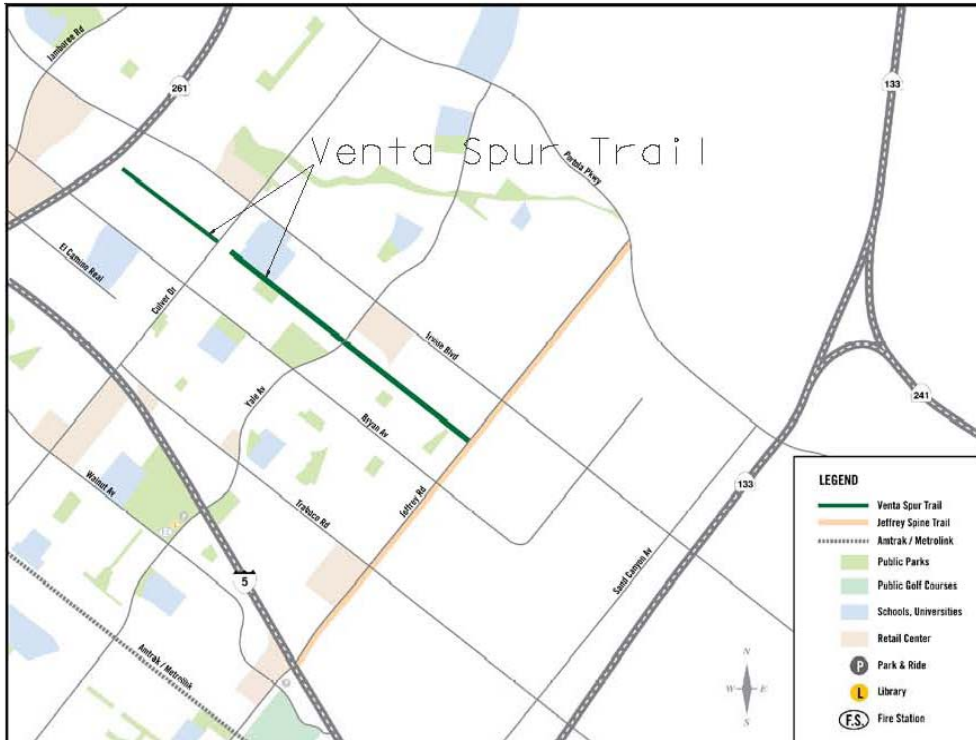 Jamboree Rd
261
133
Venta Spur Trail
Portola Pkwy
El Camino Real
Culver Dr
Irvine Blvd
Yale Av
Bryan Av
241
Walnut Av
Trabuco Rd
Jeffrey Rd
133
Sand Canyon Av
5
Amtrak / Metrolink
L
P
P
N
W
E
S
LEGEND
Venta Spur Trail
Jeffrey Spine Trail
Amtrak / Metrolink
Public Parks
Public Golf Courses
Schools, Universities
Retail Center
P Park & Ride
L Library
F.S. Fire Station